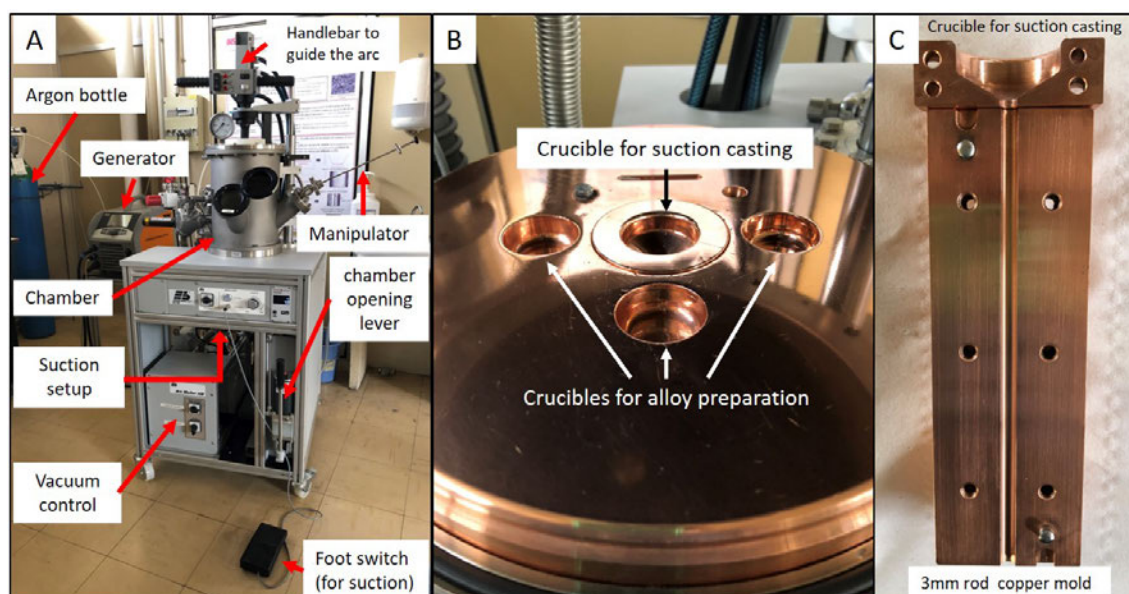 A
Handlebar to
guide the arc
Argon bottle
Generator
Manipulator
Chamber
chamber
opening
lever
Suction
setup
Vacuum
control
Foot switch
(for suction)
B
Crucible for suction casting
Crucibles for alloy preparation
C
Crucible for suction casting
3mm rod copper mold